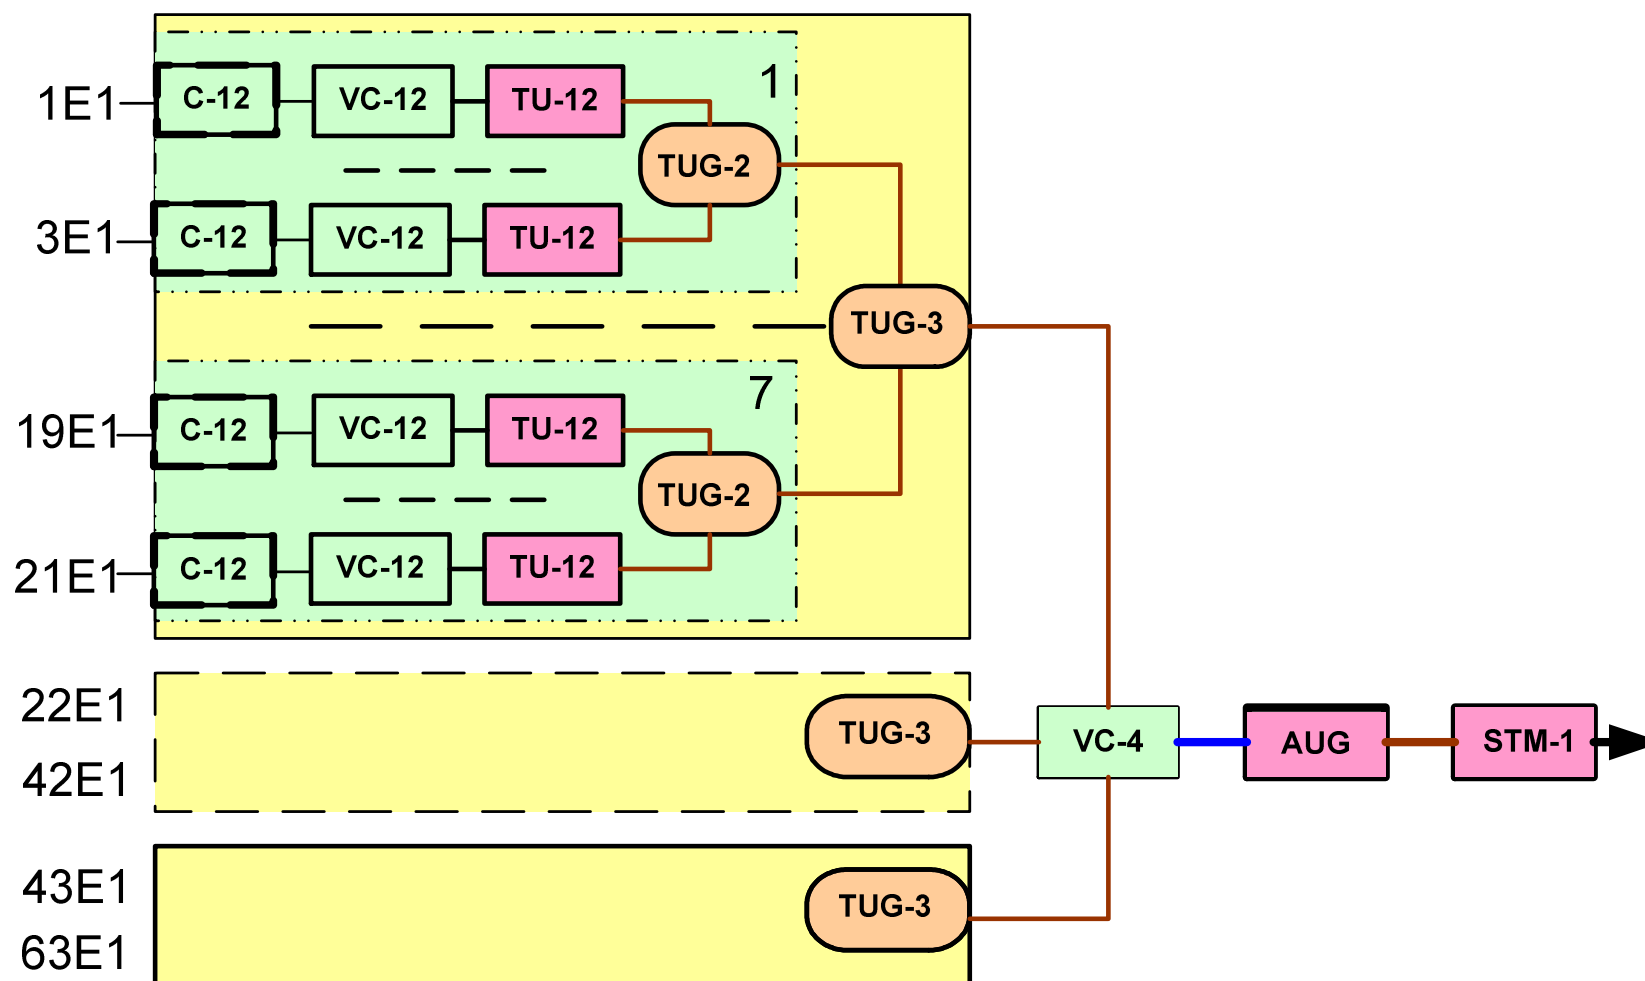 1E1 C-12 VC-12 TU-12 1
TUG-2
3E1 C-12 VC-12 TU-12
TUG-3
7
19E1 C-12 VC-12 TU-12
TUG-2
21E1 C-12 VC-12 TU-12
22E1
TUG-3 VC-4 AUG STM-1
42E1
43E1
TUG-3
63E1